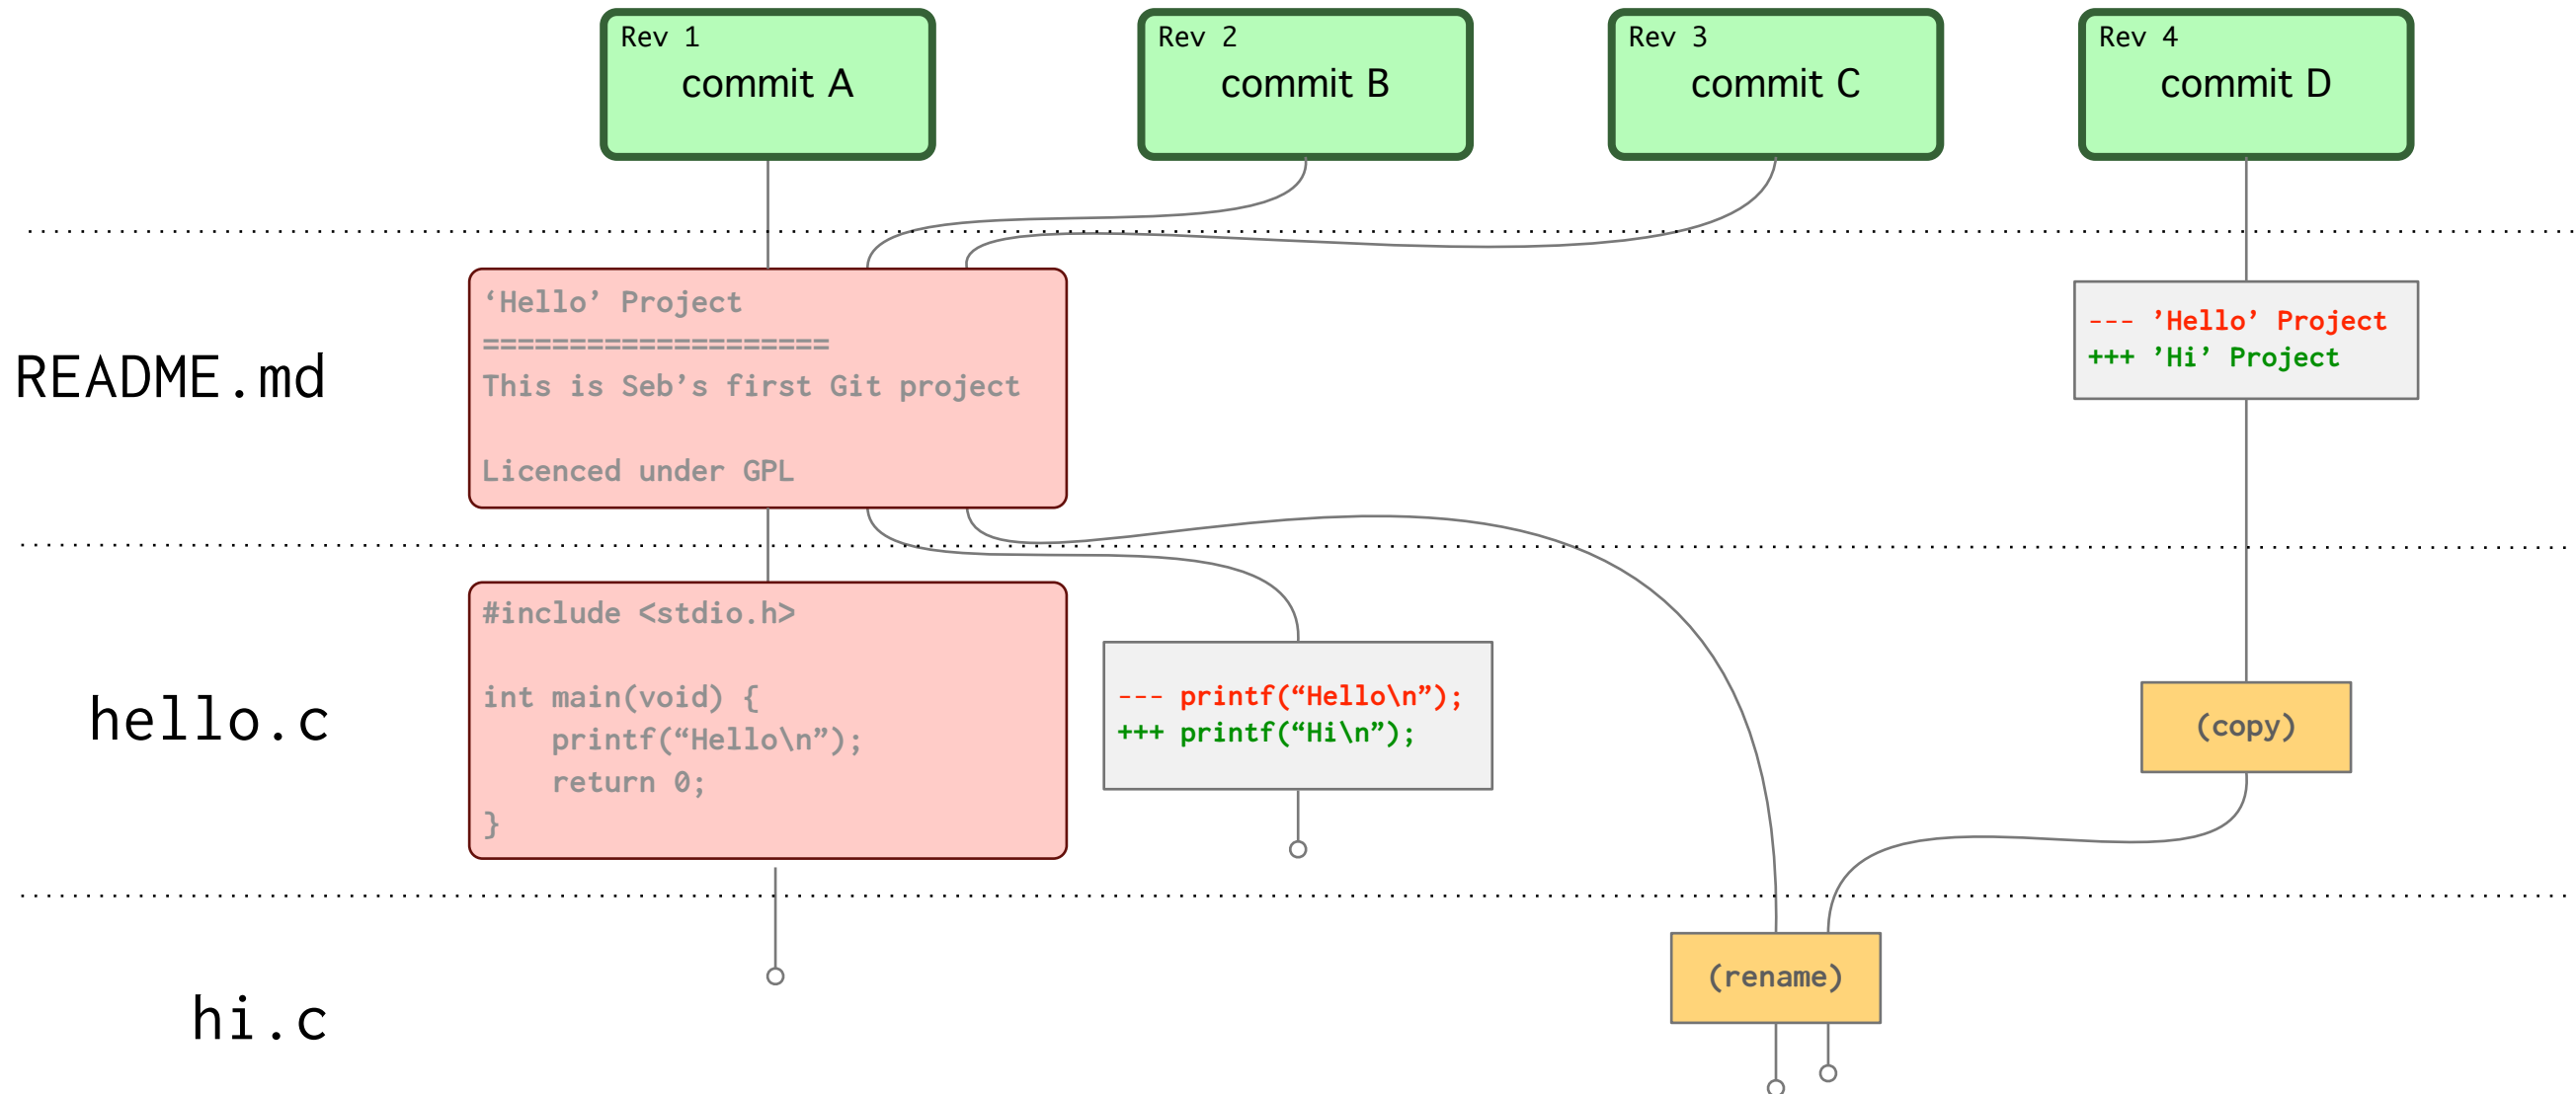 Rev 1
commit A
Rev 2
commit B
Rev 3
commit C
Rev 4
commit D
README.md
‘Hello’ Project
====================
This is Seb’s first Git project
Licenced under GPL
--- ’Hello’ Project
+++ ’Hi’ Project
hello.c
#include <stdio.h>
int main(void) {
    printf(“Hello\n”);
    return 0;
}
--- printf(“Hello\n”);
+++ printf(“Hi\n”);
(copy)
hi.c
(rename)